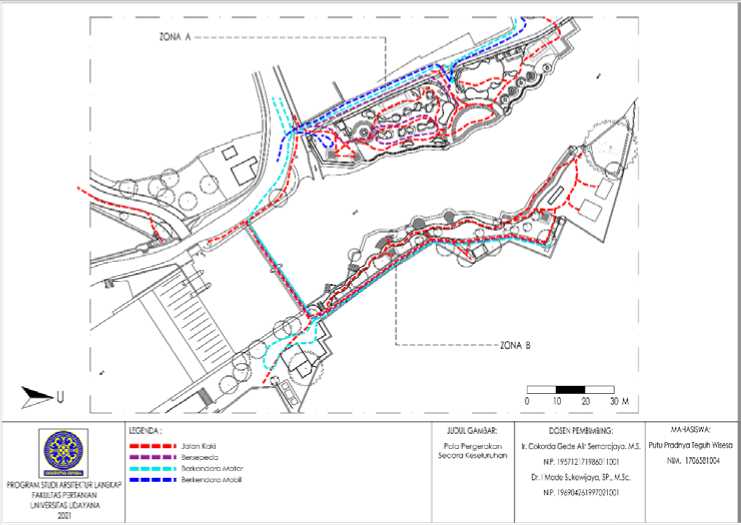 ZONA A
ZONA B
U
0 10 20 30 M
PROGRAM STUDI ARSITEKTUR LANGKAP
FAKULTAS PERTANIAN
UNIVERSITAS UDAYANA
2021
LEGENDA :
Jalan Kaki
Bersepeda
Berkendara Motor
Berkendara Mobil
JUDUL GAMBAR:
Pola Pergerakan
Secara Keseluruhan
DOSEN PEMBIMBING:
Ir. Cokorda Gede Alit Semarajaya, M.S.
NIP. 195712171986011001
Dr. I Made Sukewijaya, SP., M.Sc.
NIP. 196904261997021001
MAHASISWA:
Putu Pradnya Teguh Wisesa
NIM. 1706581004